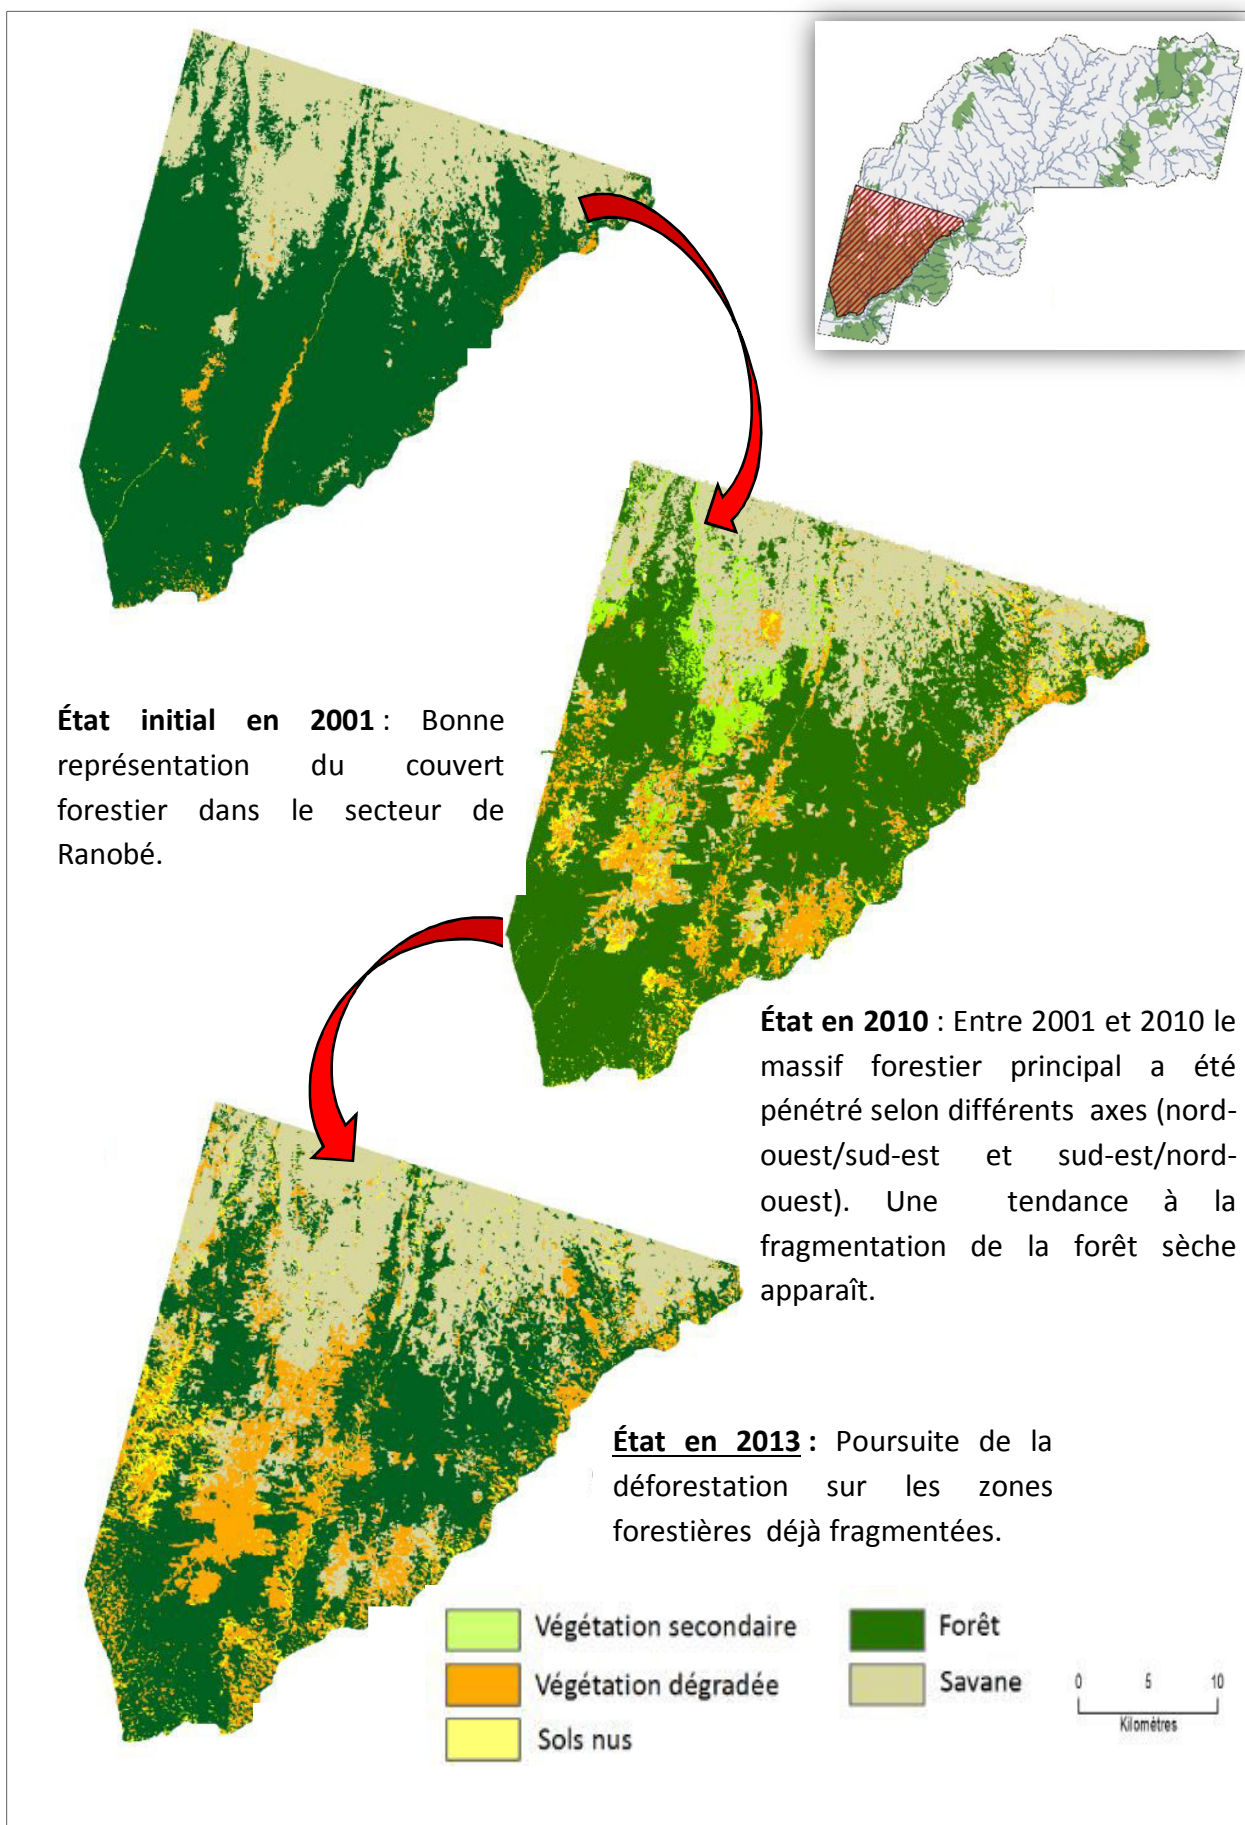 État initial en 2001 : Bonne
représentation du couvert
forestier dans le secteur de
Ranobé.
État en 2010 : Entre 2001 et 2010 le
massif forestier principal a été
pénétré selon différents axes (nord-
ouest/sud-est et sud-est/nord-
ouest). Une tendance à la
fragmentation de la forêt sèche
apparaît.
État en 2013 : Poursuite de la
déforestation sur les zones
forestières déjà fragmentées.
Végétation secondaire
Végétation dégradée
Sols nus
Forêt
Savane
0 5 10
Kilomètres